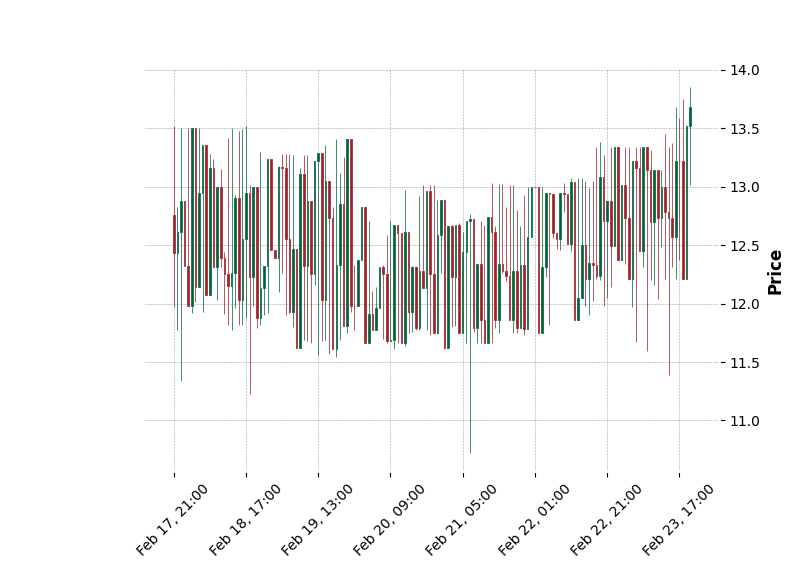 14.0
13.5
13.0
12.5
12.0
11.5
11.0
Price
Feb 17, 21:00
Feb 18, 17:00
Feb 19, 13:00
Feb 20, 09:00
Feb 21, 05:00
Feb 22, 01:00
Feb 22, 21:00
Feb 23, 17:00